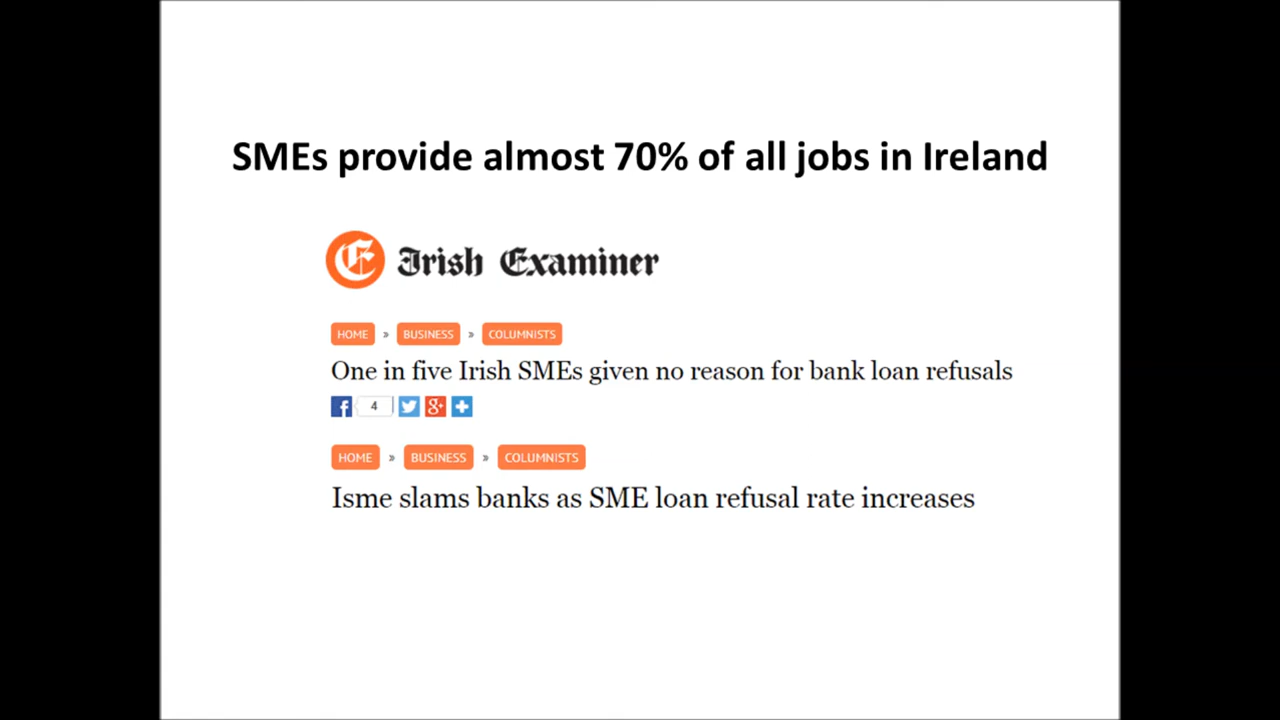 SMEs provide almost 70% of all jobs in Ireland
E Irish Examiner
HOME » BUSINESS » COLUMNISTS
One in five Irish SMEs given no reason for bank loan refusals
f 4 g+ +
HOME » BUSINESS » COLUMNISTS
Isme slams banks as SME loan refusal rate increases